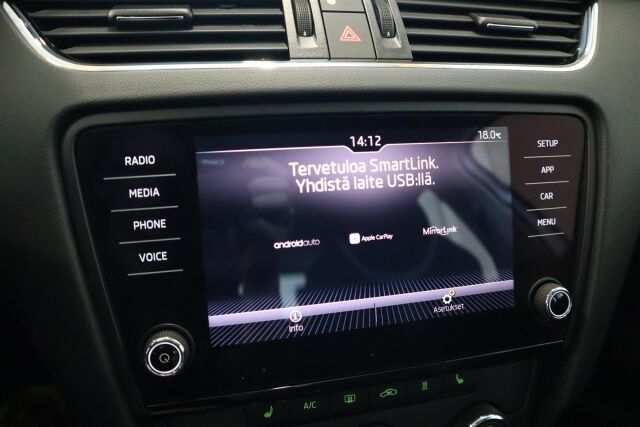 14:12
18.0°C
RADIO
MEDIA
PHONE
VOICE
Tervetuloa SmartLink.
Yhdistä laite USB:llä.
androidauto
Apple CarPlay
MirrorLink
Info
Asetukset
SETUP
APP
CAR
MENU
A/C